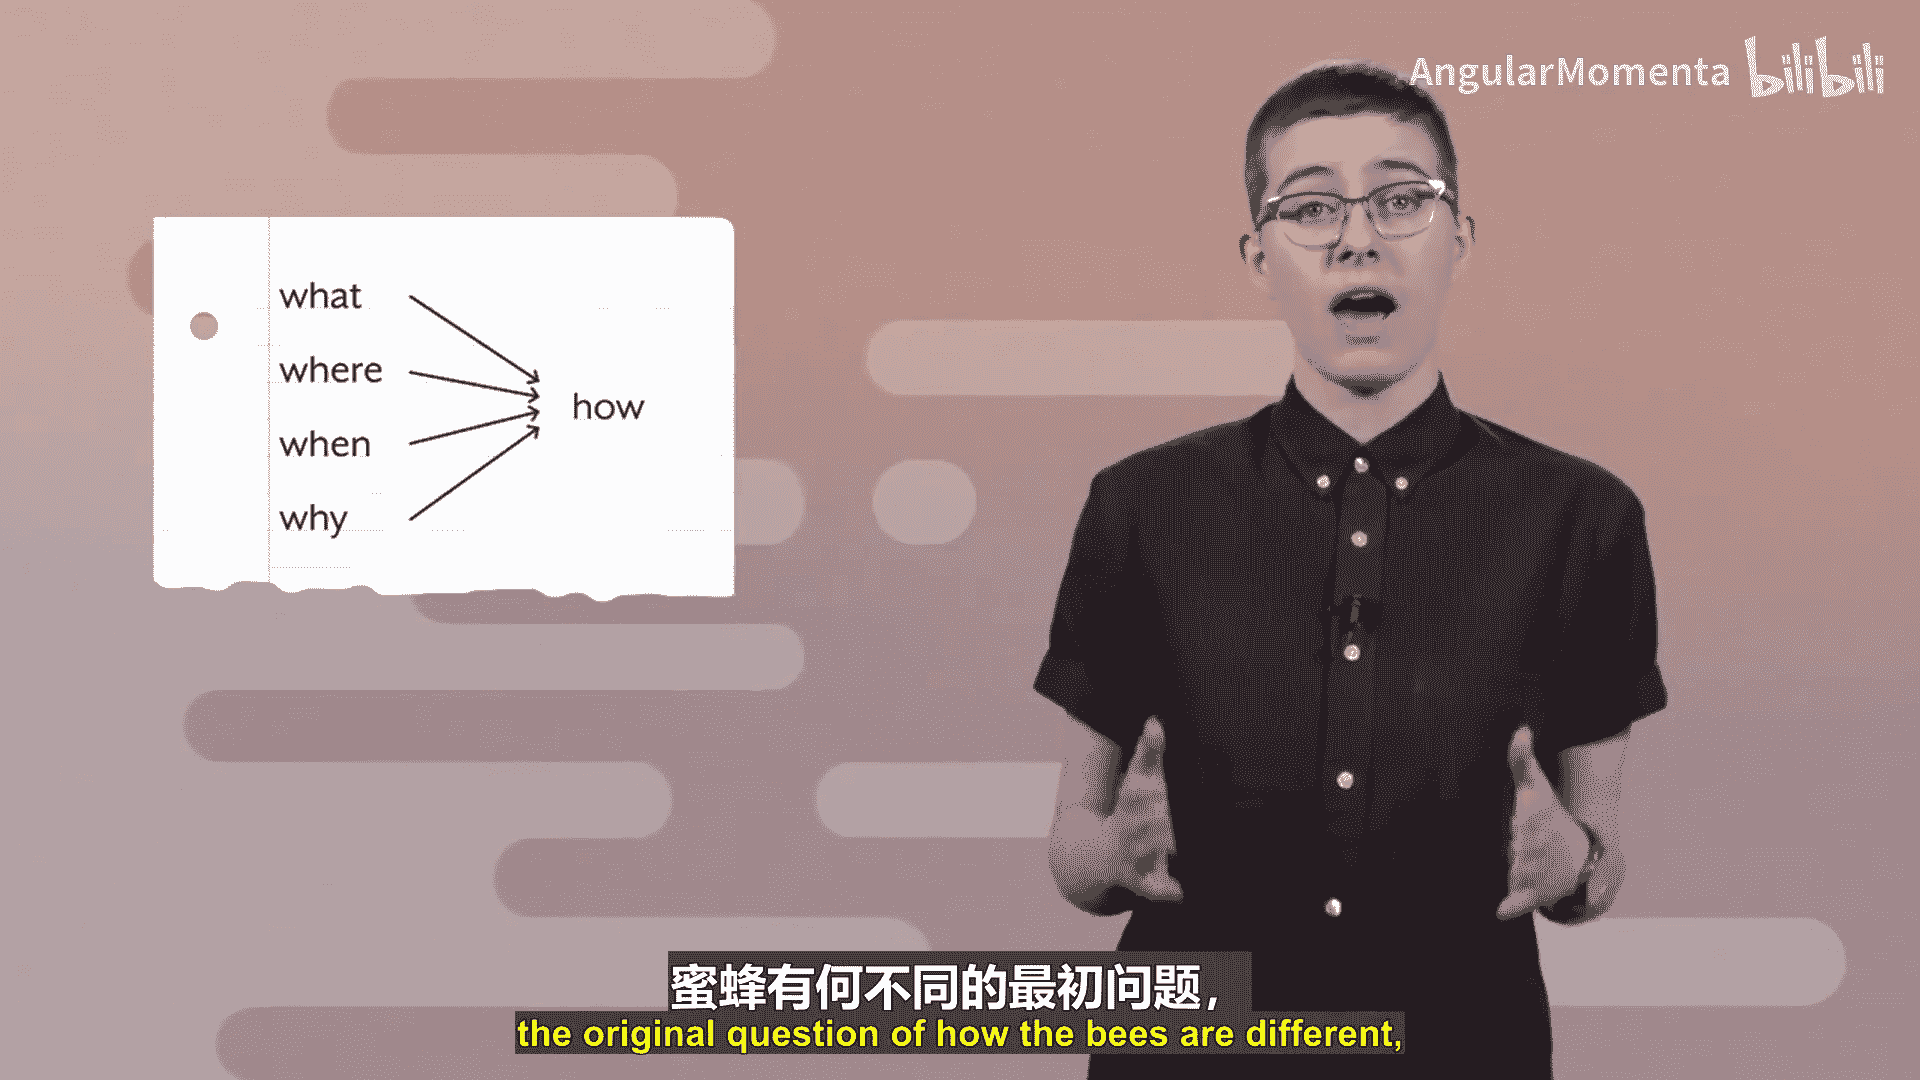 AngularMomenta bilibili
what
where
how
when
why
蜜蜂有何不同的最初问题，
the original question of how the bees are different,